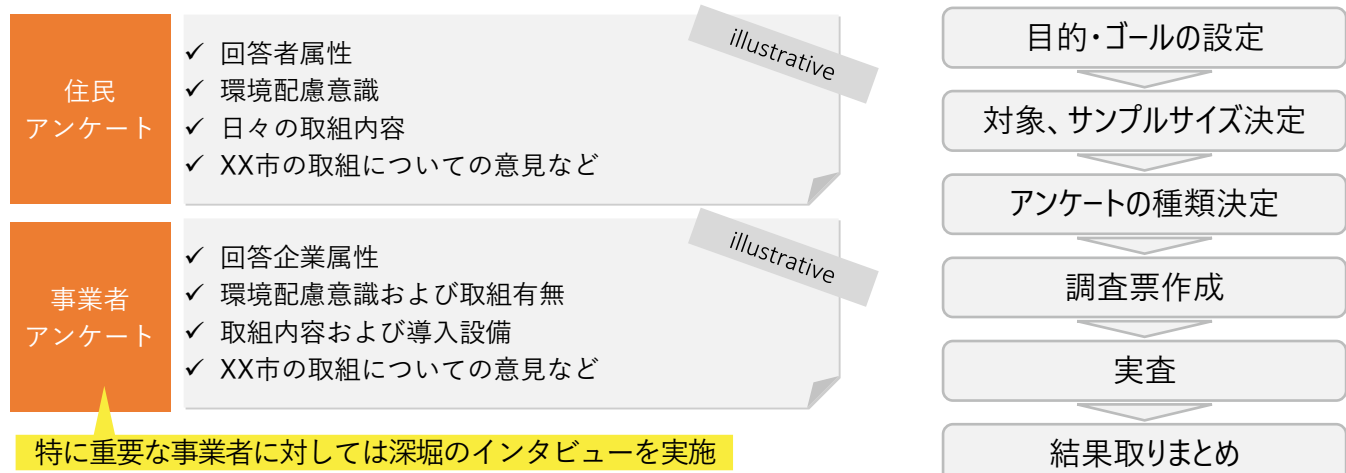 住民
アンケート
✓ 回答者属性
✓ 環境配慮意識
✓ 日々の取組内容
✓ XX市の取組についての意見など
illustrative
事業者
アンケート
✓ 回答企業属性
✓ 環境配慮意識および取組有無
✓ 取組内容および導入設備
✓ XX市の取組についての意見など
illustrative
特に重要な事業者に対しては深堀のインタビューを実施
目的・ゴールの設定
対象、サンプルサイズ決定
アンケートの種類決定
調査票作成
実査
結果取りまとめ